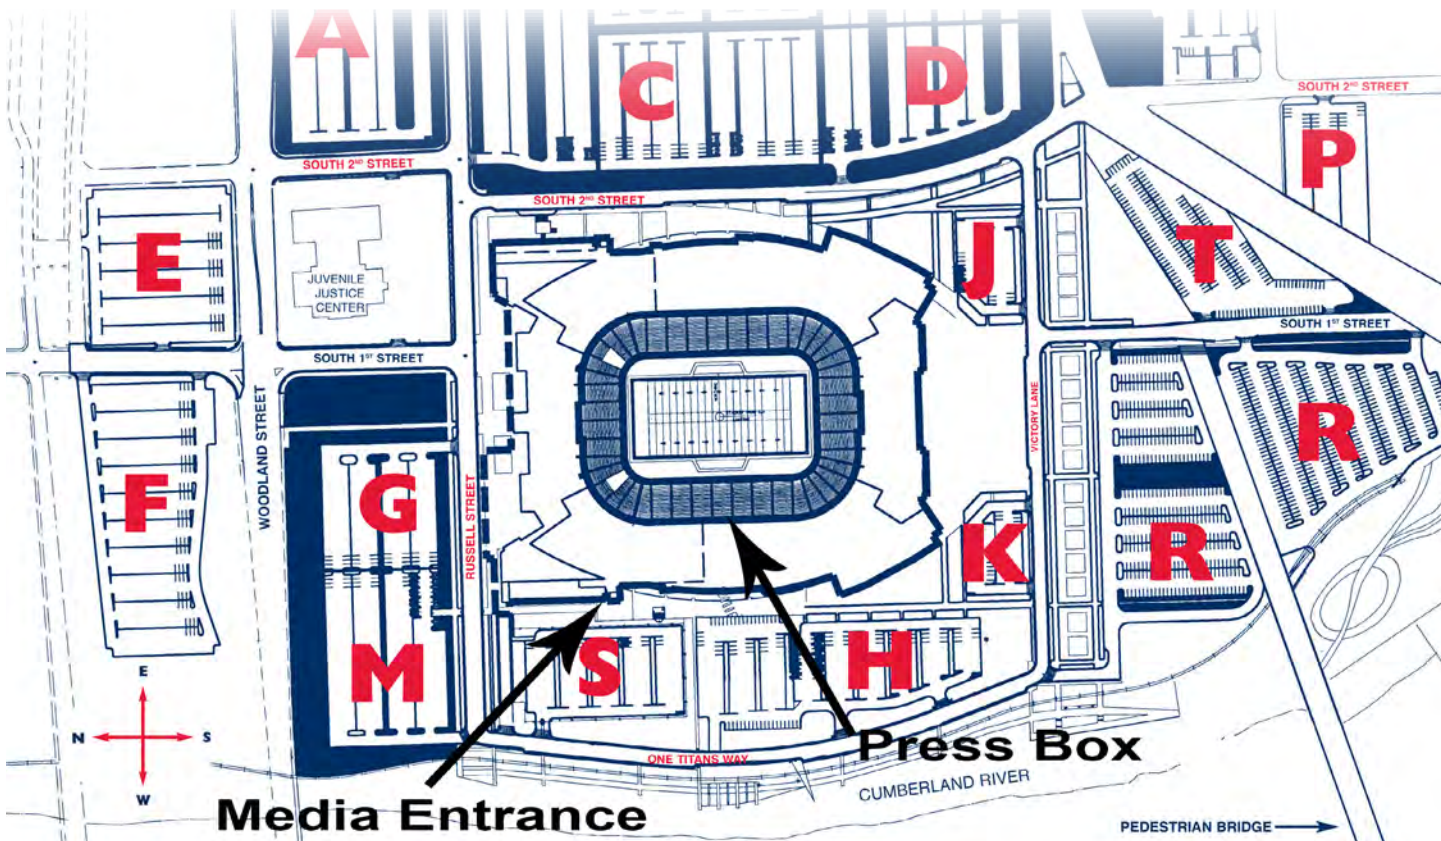 A
C
D
SOUTH 2ND STREET
P
SOUTH 2ND STREET
SOUTH 2ND STREET
E
JUVENILE
JUSTICE
CENTER
J
T
SOUTH 1ST STREET
SOUTH 1ST STREET
WOODLAND STREET
F
G
RUSSELL STREET
VICTORY LANE
R
R
K
M
S
H
E
N
S
W
ONE TITANS WAY
Press Box
CUMBERLAND RIVER
Media Entrance
PEDESTRIAN BRIDGE